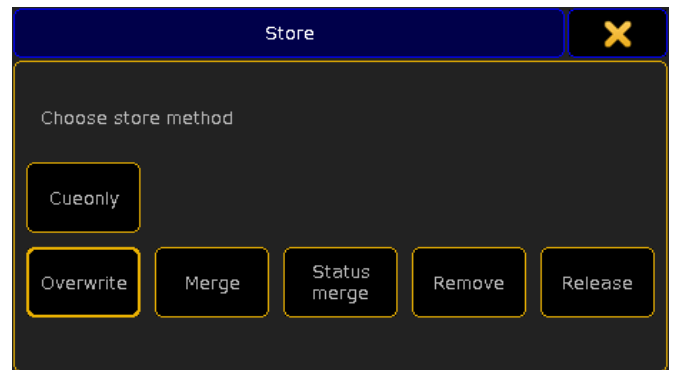 Store
Choose store method
Cueonly
Overwrite
Merge
Status
merge
Remove
Release